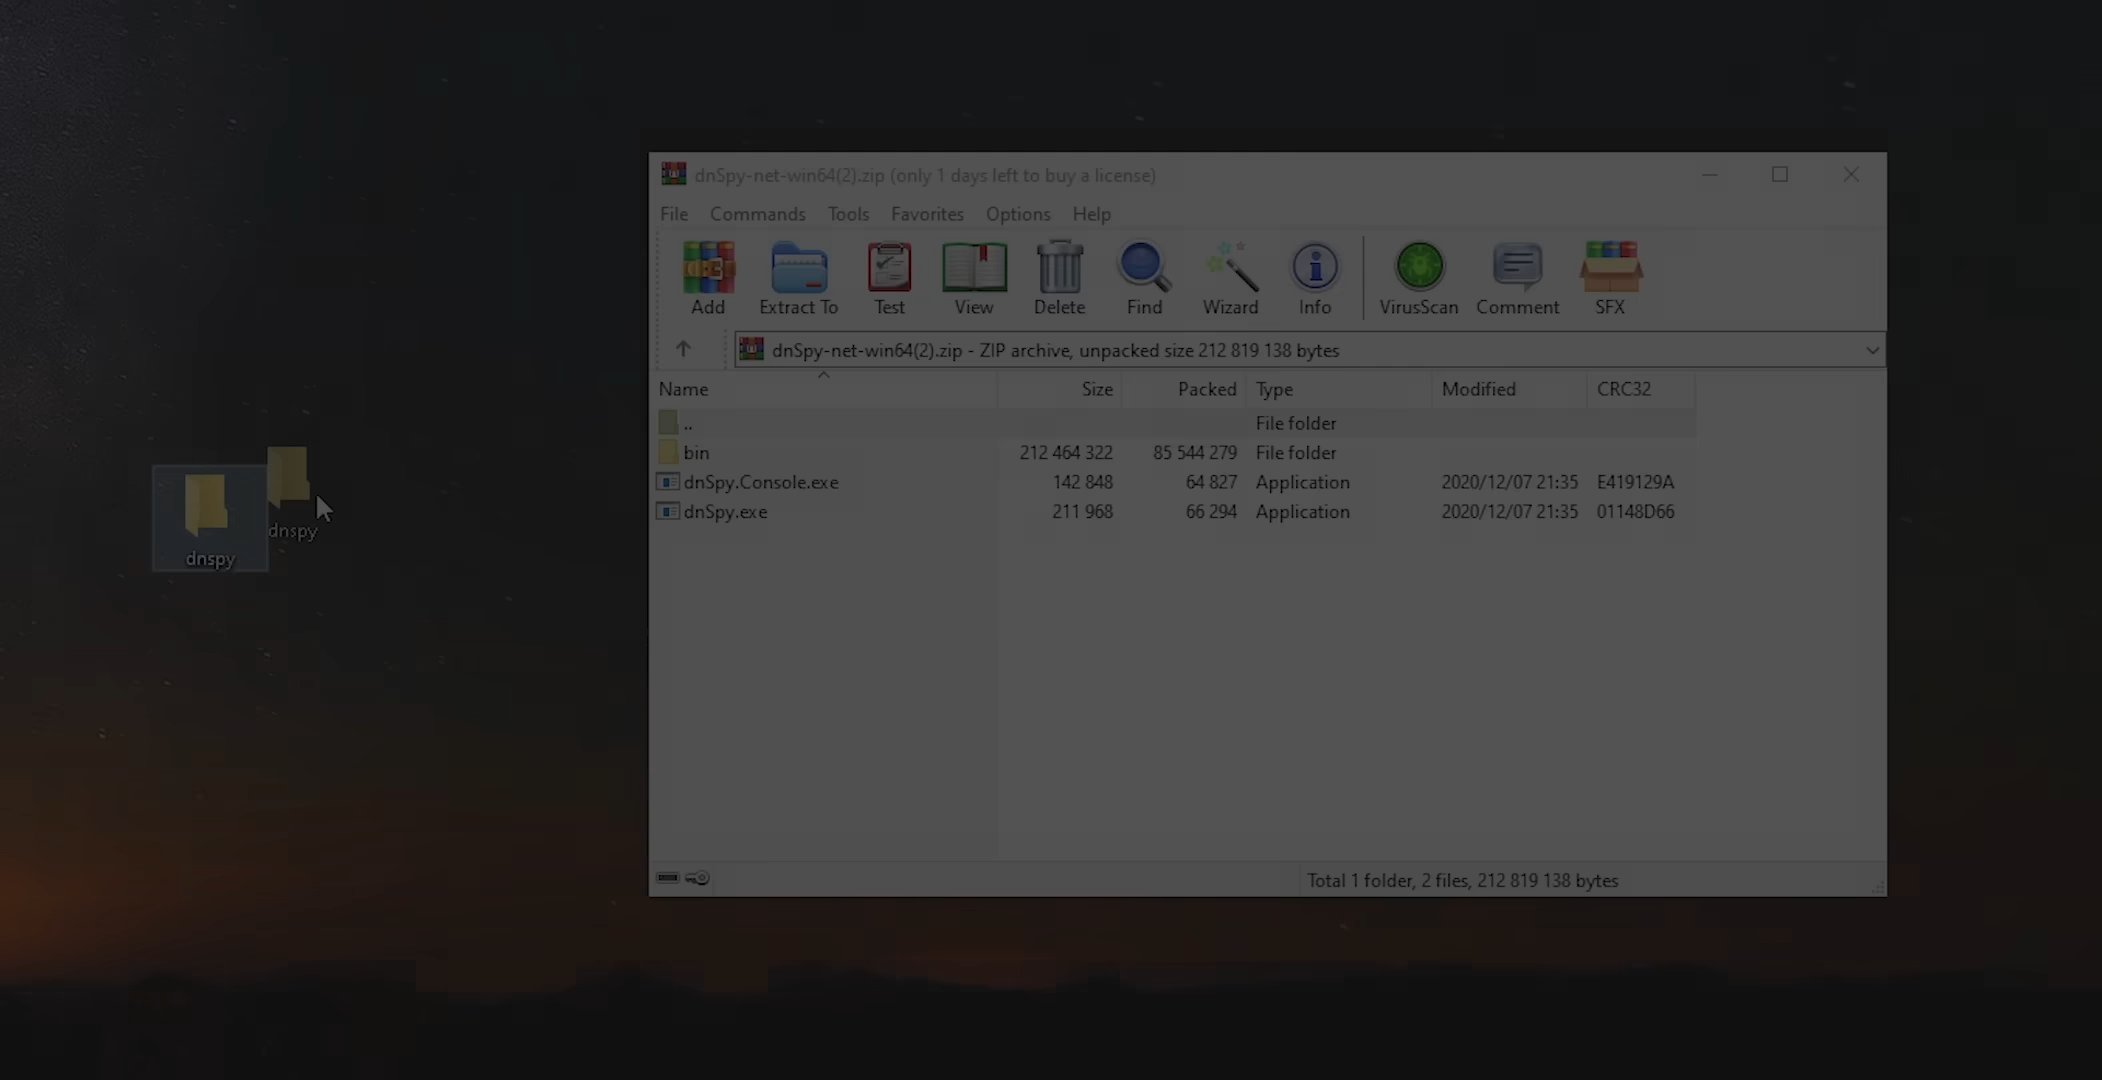 dnSpy-net-win64(2).zip (only 1 days left to buy a license)
File Commands Tools Favorites Options Help
Add Extract To Test View Delete Find Wizard Info VirusScan Comment SFX
dnSpy-net-win64(2).zip - ZIP archive, unpacked size 212 819 138 bytes
Name Size Packed Type Modified CRC32
.. File folder
bin 212 464 322 85 544 279 File folder
dnSpy.Console.exe 142 848 64 827 Application 2020/12/07 21:35 E419129A
dnSpy.exe 211 968 66 294 Application 2020/12/07 21:35 01148D66
dnspy
dnspy
Total 1 folder, 2 files, 212 819 138 bytes